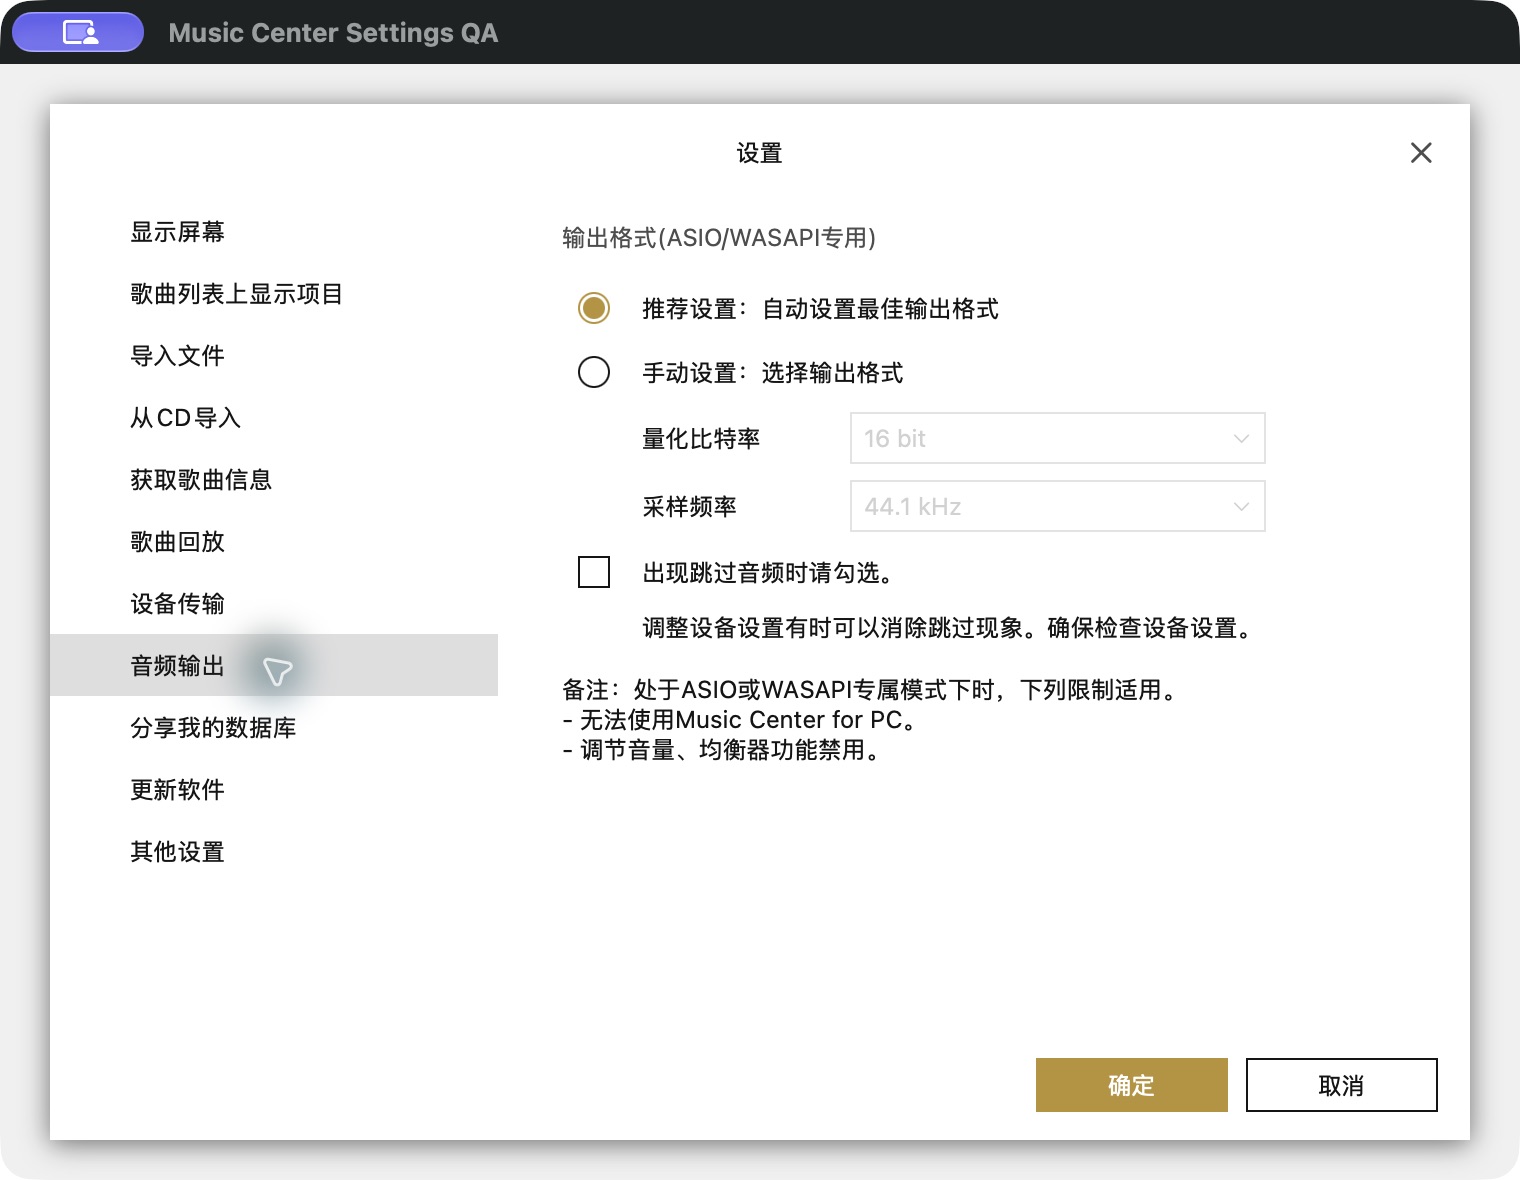 Music Center Settings QA
设置
显示屏幕
歌曲列表上显示项目
导入文件
从CD导入
获取歌曲信息
歌曲回放
设备传输
音频输出
分享我的数据库
更新软件
其他设置
输出格式(ASIO/WASAPI专用)
推荐设置：自动设置最佳输出格式
手动设置：选择输出格式
量化比特率 16 bit
采样频率 44.1 kHz
出现跳过音频时请勾选。
调整设备设置有时可以消除跳过现象。确保检查设备设置。
备注：处于ASIO或WASAPI专属模式下时，下列限制适用。
- 无法使用Music Center for PC。
- 调节音量、均衡器功能禁用。
确定 取消